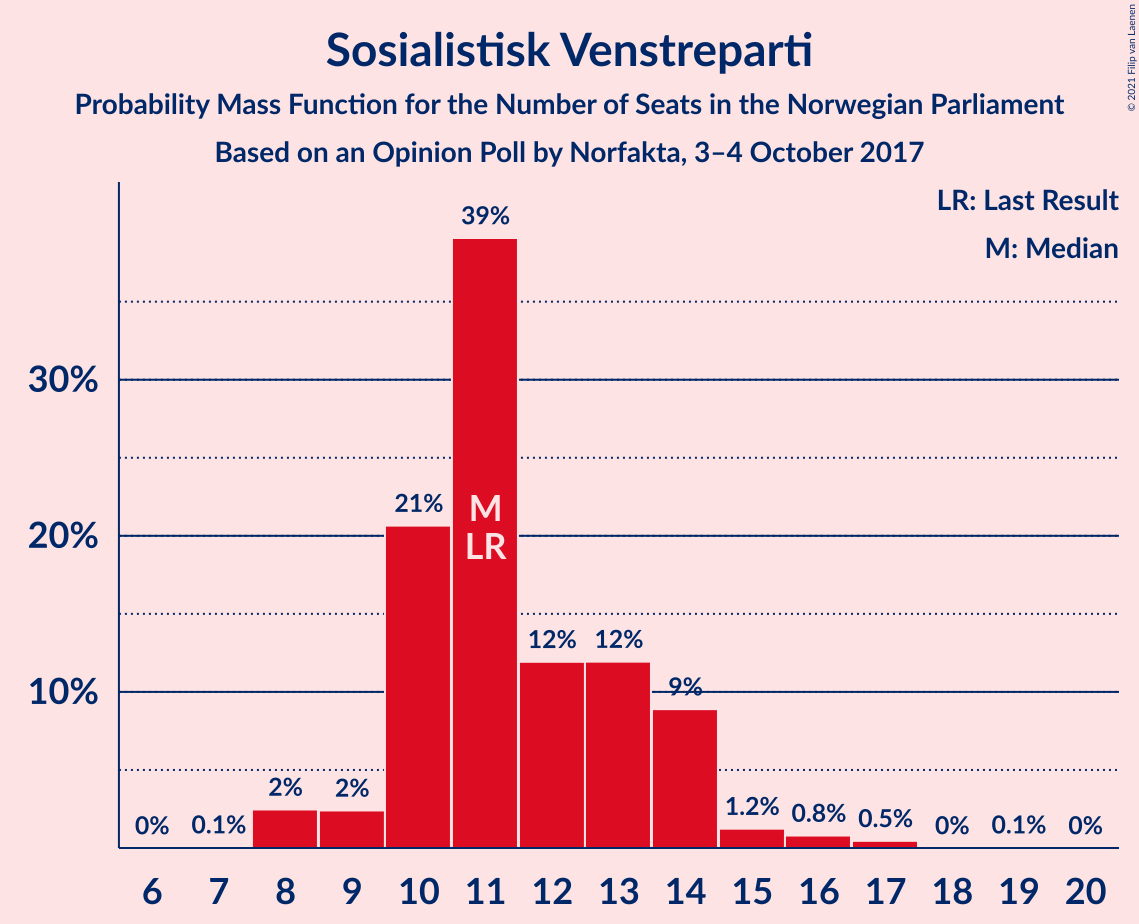 Sosialistisk Venstreparti
Probability Mass Function for the Number of Seats in the Norwegian Parliament
Based on an Opinion Poll by Norfakta, 3–4 October 2017
© 2021 Filip van Laenen
LR: Last Result
M: Median
30%
20%
10%
0%
0.1%
2%
2%
21%
39%
12%
12%
9%
1.2%
0.8%
0.5%
0%
0.1%
0%
M
LR
6 7 8 9 10 11 12 13 14 15 16 17 18 19 20